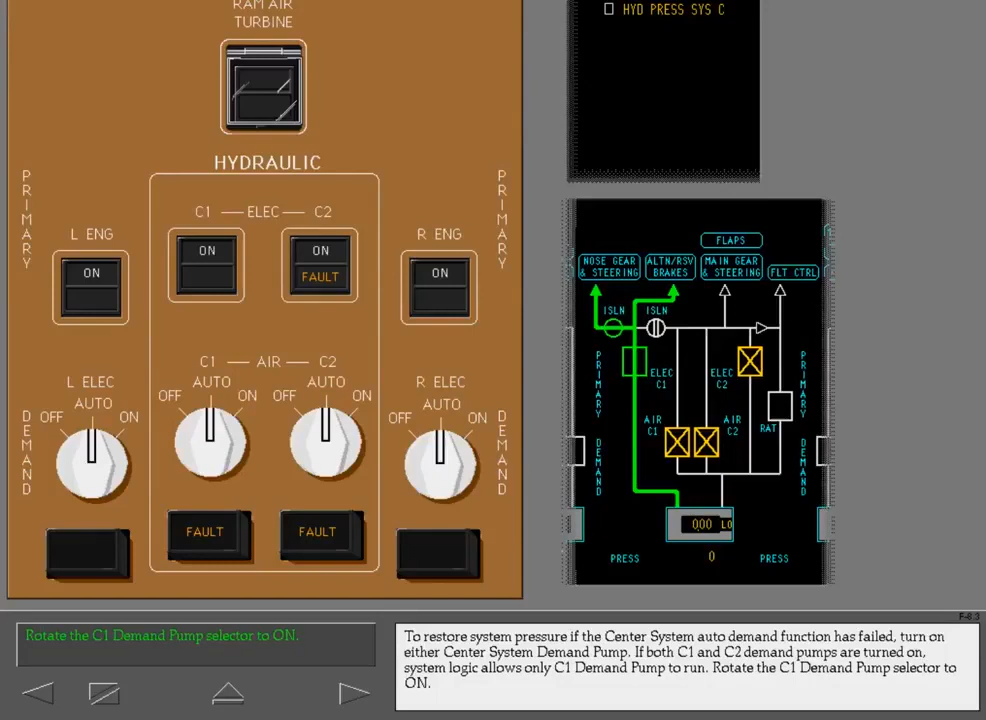 RAM AIR
TURBINE
HYDRAULIC
PRIMARY
PRIMARY
C1 ELEC C2
L ENG
R ENG
ON
ON
FAULT
ON
ON
C1 AIR C2
L ELEC
OFF AUTO ON
OFF AUTO ON
OFF AUTO ON
R ELEC
OFF AUTO ON
DEMAND
DEMAND
FAULT
FAULT
HYD PRESS SYS C
FLAPS
NOSE GEAR
& STEERING
ALTN/RSV
BRAKES
MAIN GEAR
& STEERING
FLT CTRL
ISLN
ISLN
PRIMARY
PRIMARY
ELEC
C1
ELEC
C2
AIR
C1
AIR
C2
RAT
DEMAND
DEMAND
0.00 LO
PRESS
0
PRESS
F-6.3
Rotate the C1 Demand Pump selector to ON.
To restore system pressure if the Center System auto demand function has failed, turn on
either Center System Demand Pump. If both C1 and C2 demand pumps are turned on,
system logic allows only C1 Demand Pump to run. Rotate the C1 Demand Pump selector to
ON.